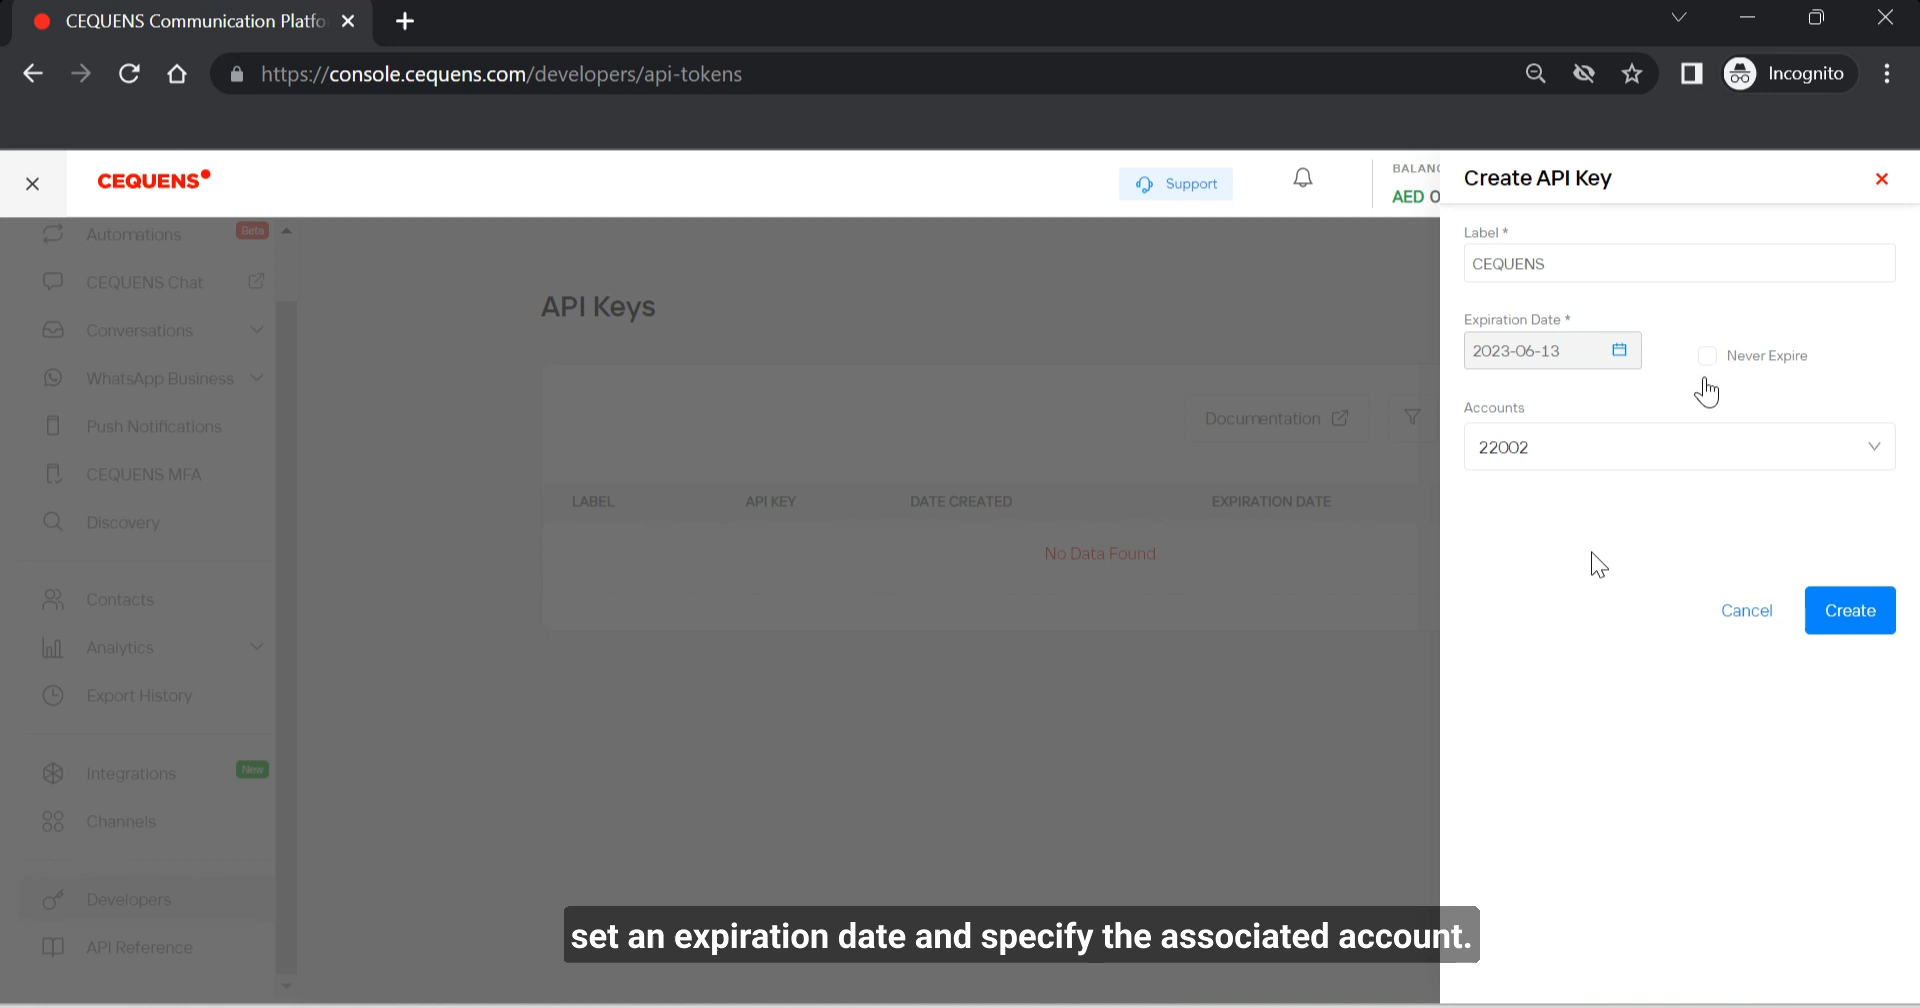 CEQUENS Communication Platfo
https://console.cequens.com/developers/api-tokens
Incognito
CEQUENS
Support
BALANC
AED 0
Create API Key
Automations
Beta
CEQUENS Chat
Conversations
WhatsApp Business
Push Notifications
CEQUENS MFA
Discovery
Contacts
Analytics
Export History
Integrations
New
Channels
Developers
API Reference
API Keys
Documentation
LABEL
API KEY
DATE CREATED
EXPIRATION DATE
No Data Found
Label *
CEQUENS
Expiration Date *
2023-06-13
Never Expire
Accounts
22002
Cancel
Create
set an expiration date and specify the associated account.